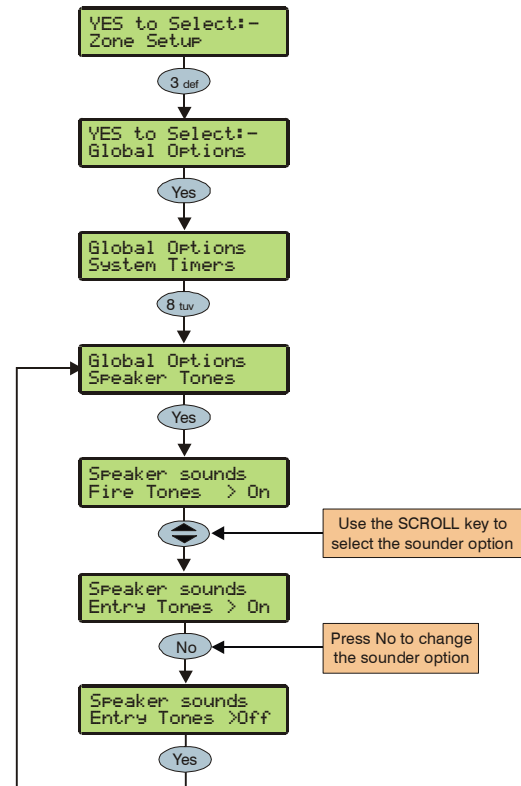 YES to Select:-
Zone Setup
3 def
YES to Select:-
Global Options
Yes
Global Options
System Timers
8 tuv
Global Options
Speaker Tones
Yes
Speaker sounds
Fire Tones > On
Use the SCROLL key to
select the sounder option
Speaker sounds
Entry Tones > On
No
Press No to change
the sounder option
Speaker sounds
Entry Tones >Off
Yes